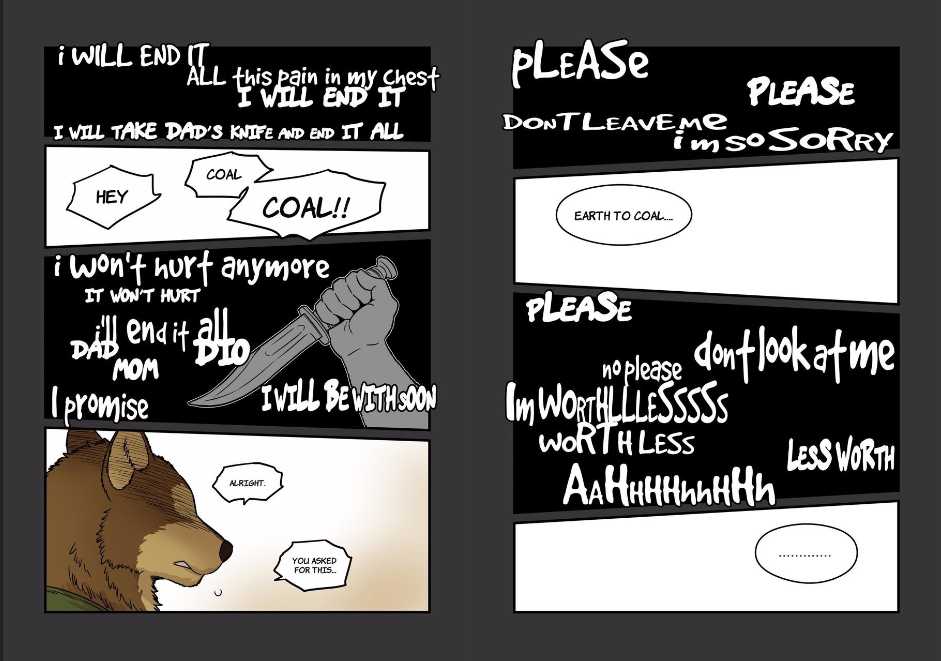 i WILL END IT
ALL this pain in my chest
I WILL END IT
I WILL TAKE DAD'S KNIFE AND END IT ALL
HEY
COAL
COAL!!
i won't hurt anymore
IT WON'T HURT
i'll end it all
DAD
DIO
MOM
I promise
I WILL BE WITH SOON
ALRIGHT.
YOU ASKED
FOR THIS...
PLEASE
PLEASE
DONT LEAVE ME
im so SORRY
EARTH TO COAL....
PLEASE
dont look at me
no please
Im WORTHLLLESSSSS
WORTHLESS
LESS WORTH
AAHHHHhhHHh
.............